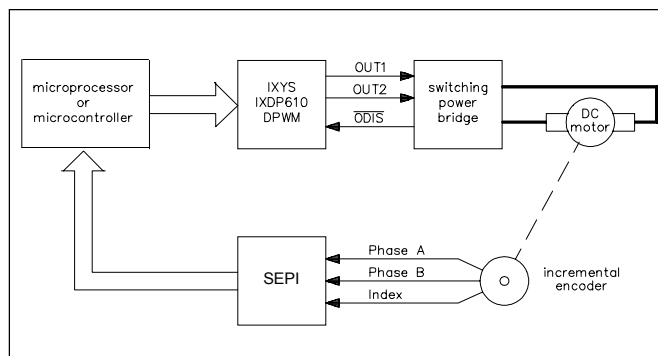 microprocessor
or
microcontroller
IXYS
IXDP610
DPWM
OUT1
OUT2
ODIS
switching
power
bridge
DC
motor
SEPI
Phase A
Phase B
Index
incremental
encoder